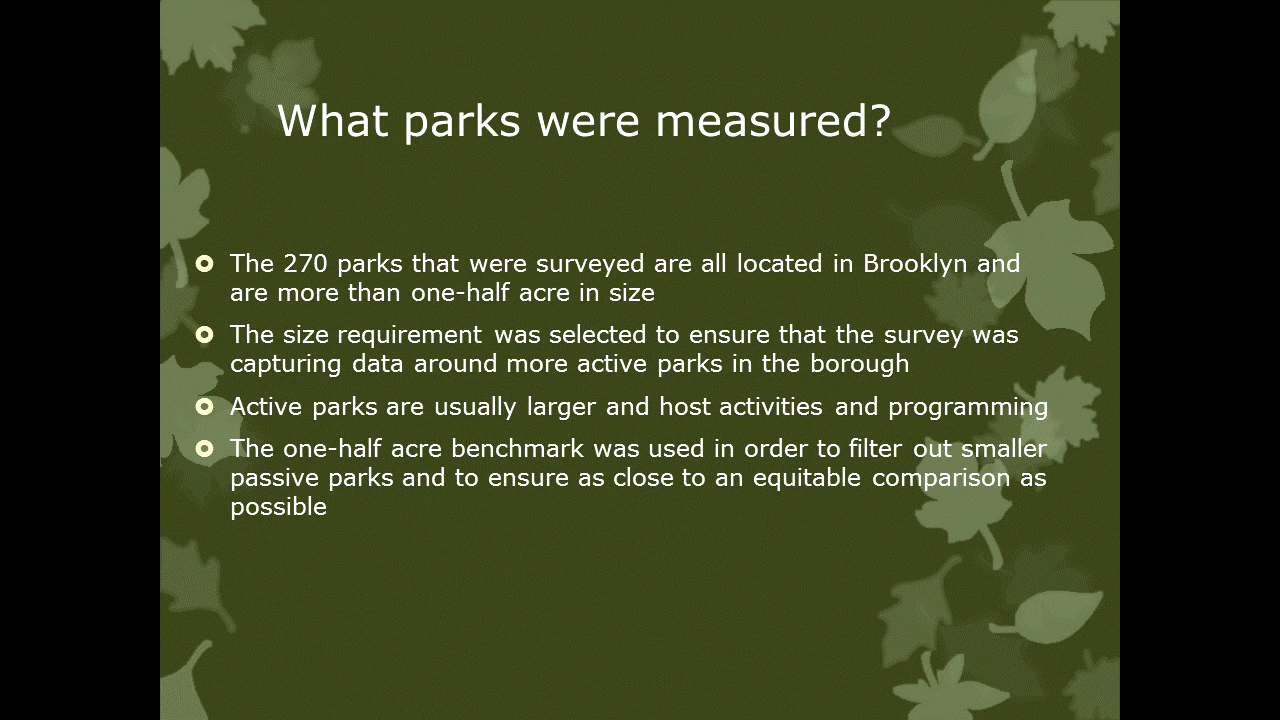 What parks were measured?
The 270 parks that were surveyed are all located in Brooklyn and
are more than one-half acre in size
The size requirement was selected to ensure that the survey was
capturing data around more active parks in the borough
Active parks are usually larger and host activities and programming
The one-half acre benchmark was used in order to filter out smaller
passive parks and to ensure as close to an equitable comparison as
possible